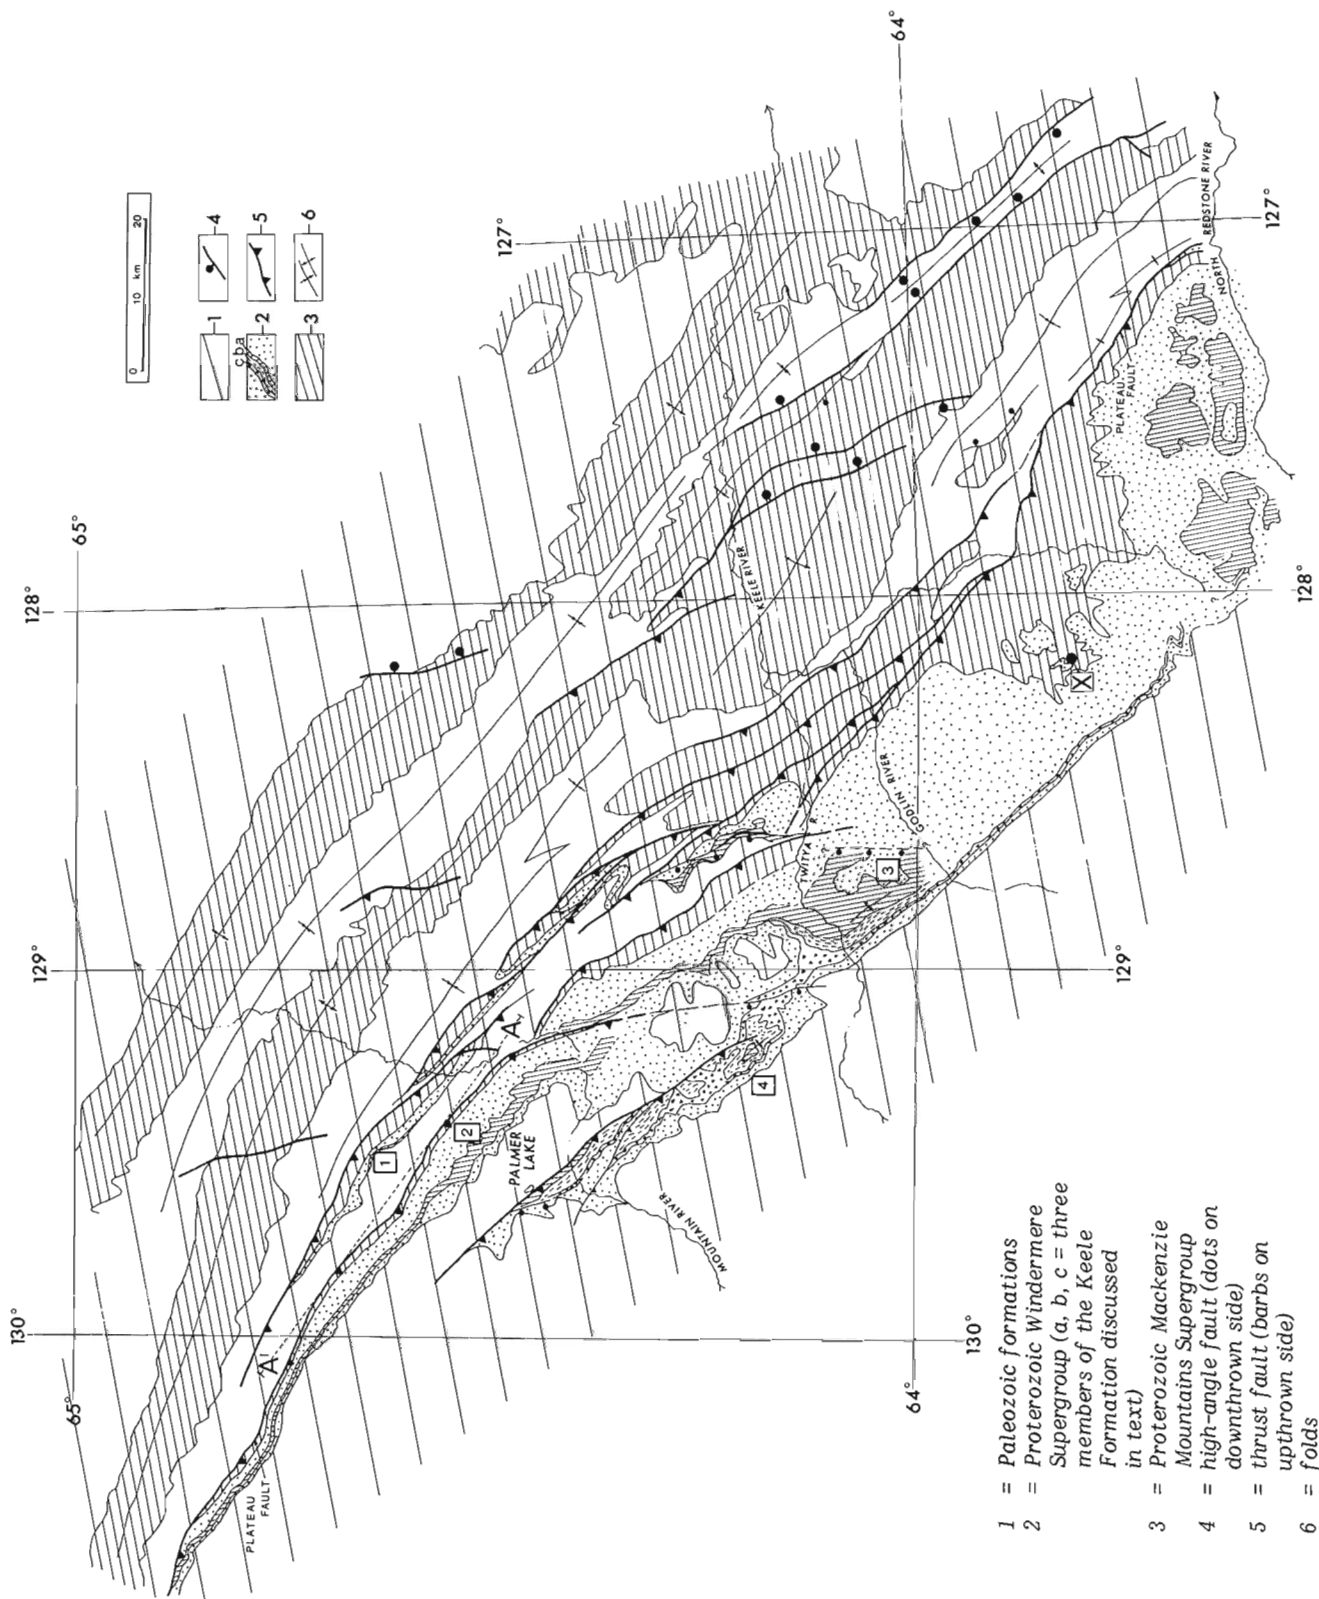 65°
128°
64°
127°
0 10 km 20
1
2
c b a
3
4
5
6
127°
NORTH REDSTONE RIVER
PLATEAU FAULT
KEELE RIVER
128°
X
GODLIN RIVER
TWITYA R.
3
129°
129°
A
1
2
PALMER
LAKE
4
MOUNTAIN RIVER
130°
65°
A'
PLATEAU
FAULT
64°
130°
1 = Paleozoic formations
2 = Proterozoic Windermere
Supergroup (a, b, c = three
members of the Keele
Formation discussed
in text)
3 = Proterozoic Mackenzie
Mountains Supergroup
4 = high-angle fault (dots on
downthrown side)
5 = thrust fault (barbs on
upthrown side)
6 = folds
?